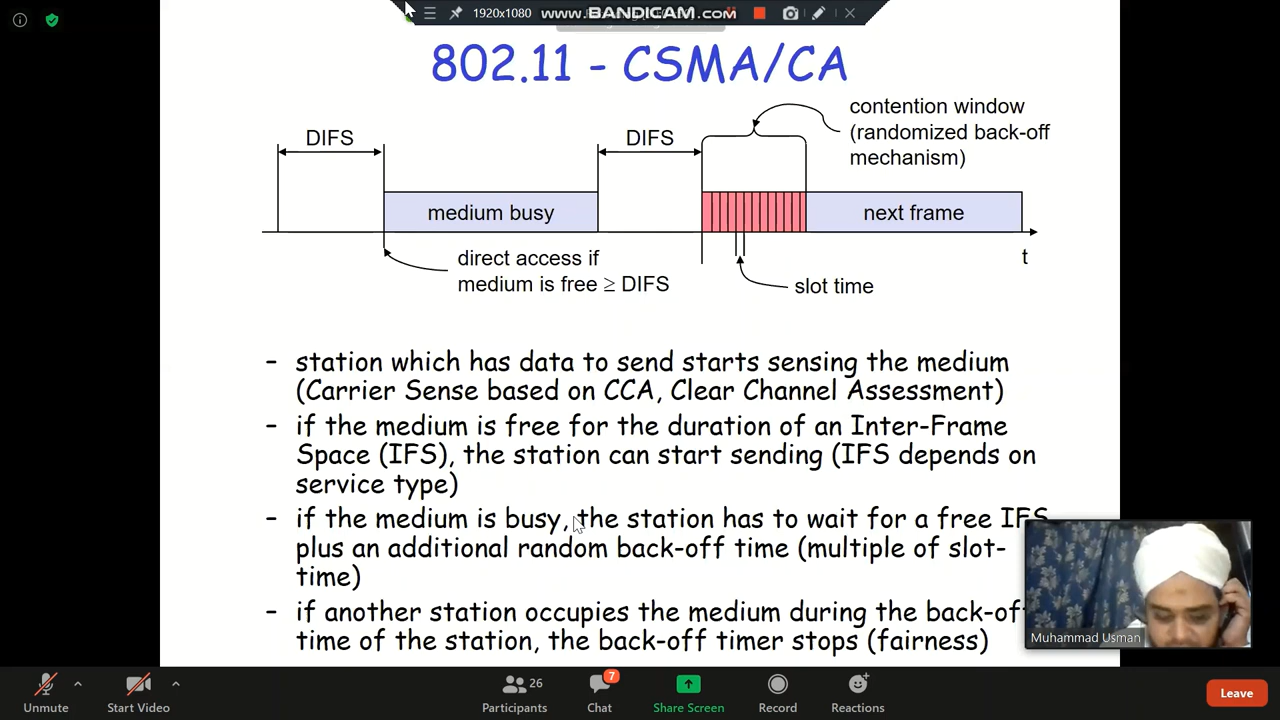 1920x1080
www.BANDICAM.com
802.11 - CSMA/CA
contention window
(randomized back-off
mechanism)
DIFS
DIFS
medium busy
next frame
direct access if
medium is free ≥ DIFS
t
slot time
- station which has data to send starts sensing the medium
(Carrier Sense based on CCA, Clear Channel Assessment)
- if the medium is free for the duration of an Inter-Frame
Space (IFS), the station can start sending (IFS depends on
service type)
- if the medium is busy, the station has to wait for a free IFS
plus an additional random back-off time (multiple of slot-
time)
- if another station occupies the medium during the back-off
time of the station, the back-off timer stops (fairness)
Muhammad Usman
Unmute
Start Video
26
Participants
7
Chat
Share Screen
Record
Reactions
Leave